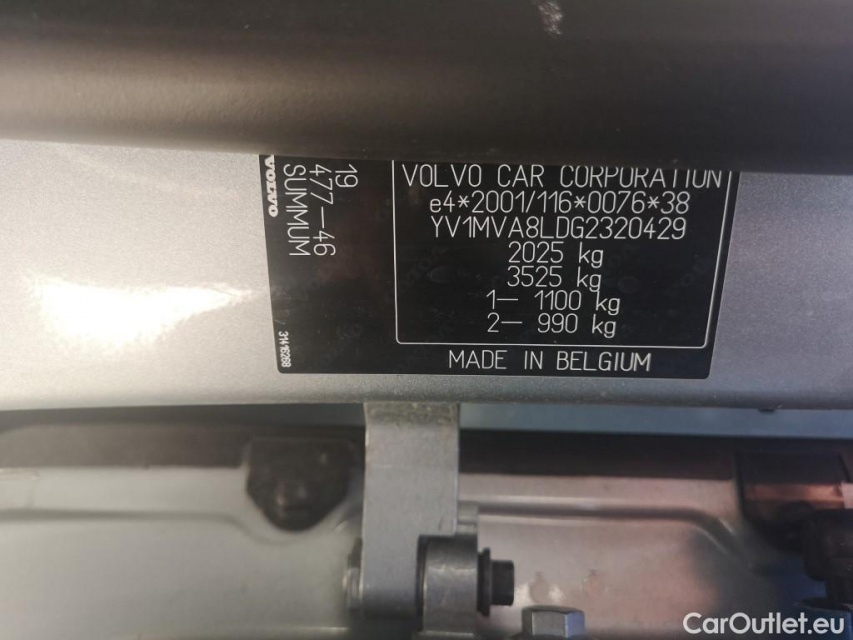 VOLVO
19
477-46
SUMMUM
31416268
VOLVO CAR CORPORATION
e4*2001/116*0076*38
YV1MVA8LDG2320429
2025 kg
3525 kg
1– 1100 kg
2– 990 kg
MADE IN BELGIUM
CarOutlet.eu